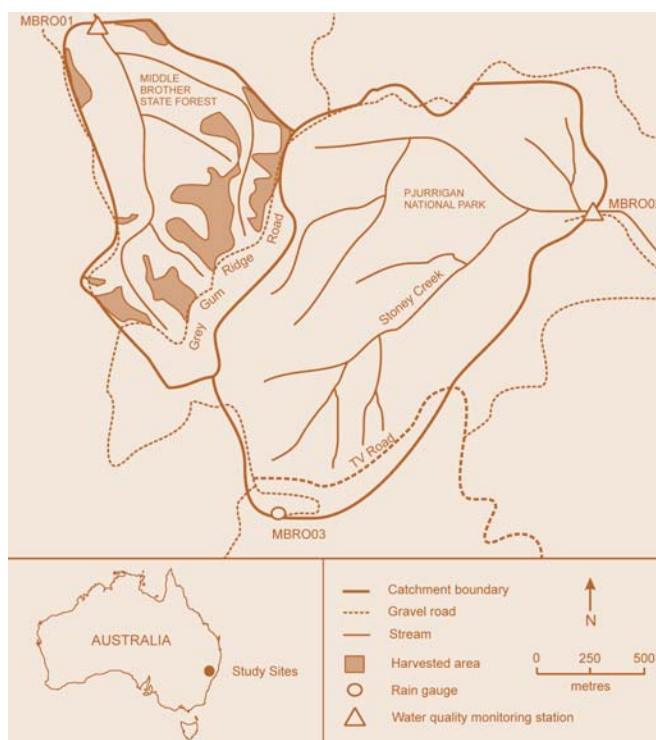 MBRO01
MIDDLE
BROTHER
STATE FOREST
PJURRIGAN
NATIONAL PARK
MBRO02
Grey Gum Ridge Road
Stoney Creek
TV Road
MBRO03
AUSTRALIA
Study Sites
Catchment boundary
Gravel road
Stream
Harvested area
Rain gauge
Water quality monitoring station
N
0 250 500
metres